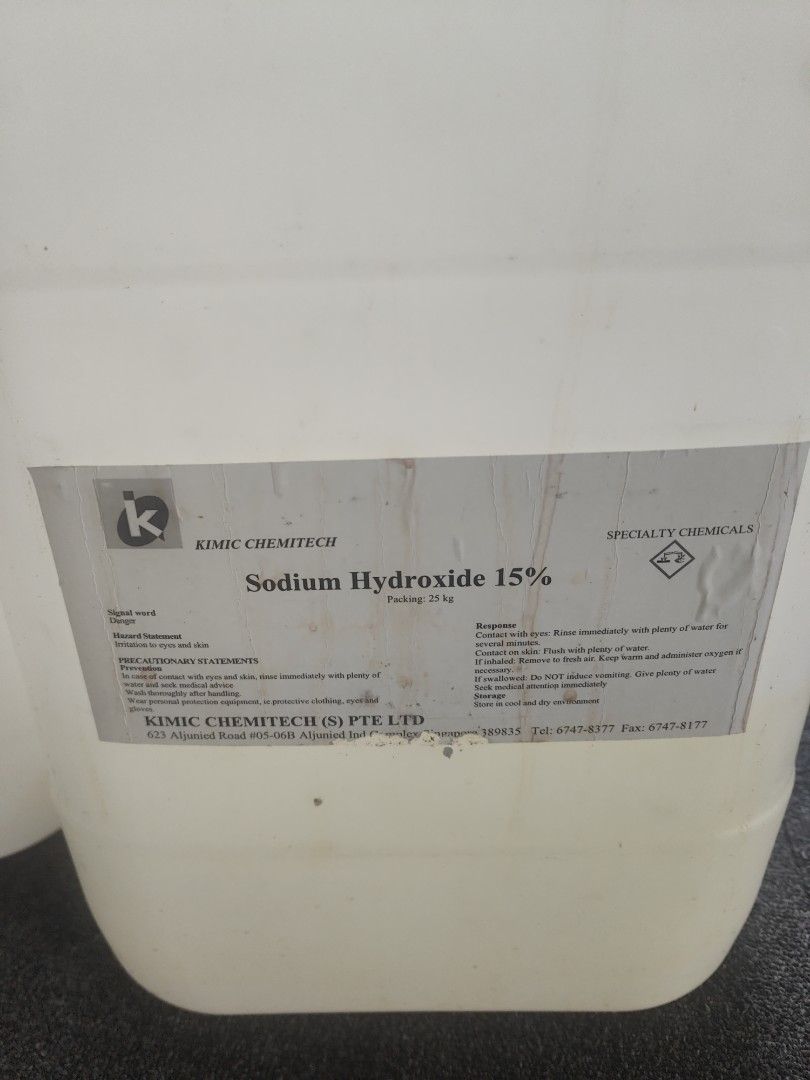 k
KIMIC CHEMITECH
SPECIALTY CHEMICALS
Sodium Hydroxide 15%
Packing: 25 kg
Signal word
Danger
Hazard Statement
Irritation to eyes and skin
PRECAUTIONARY STATEMENTS
Prevention
In case of contact with eyes and skin, rinse immediately with plenty of
water and seek medical advice
Wash thoroughly after handling.
Wear personal protection equipment, ie.protective clothing, eyes and
gloves
Response
Contact with eyes: Rinse immediately with plenty of water for
several minutes.
Contact on skin: Flush with plenty of water.
If inhaled: Remove to fresh air. Keep warm and administer oxygen if
necessary.
If swallowed: Do NOT induce vomiting. Give plenty of water
Seek medical attention immediately
Storage
Store in cool and dry environment
KIMIC CHEMITECH (S) PTE LTD
623 Aljunied Road #05-06B Aljunied Ind Complex Singapore 389835 Tel: 6747-8377 Fax: 6747-8177